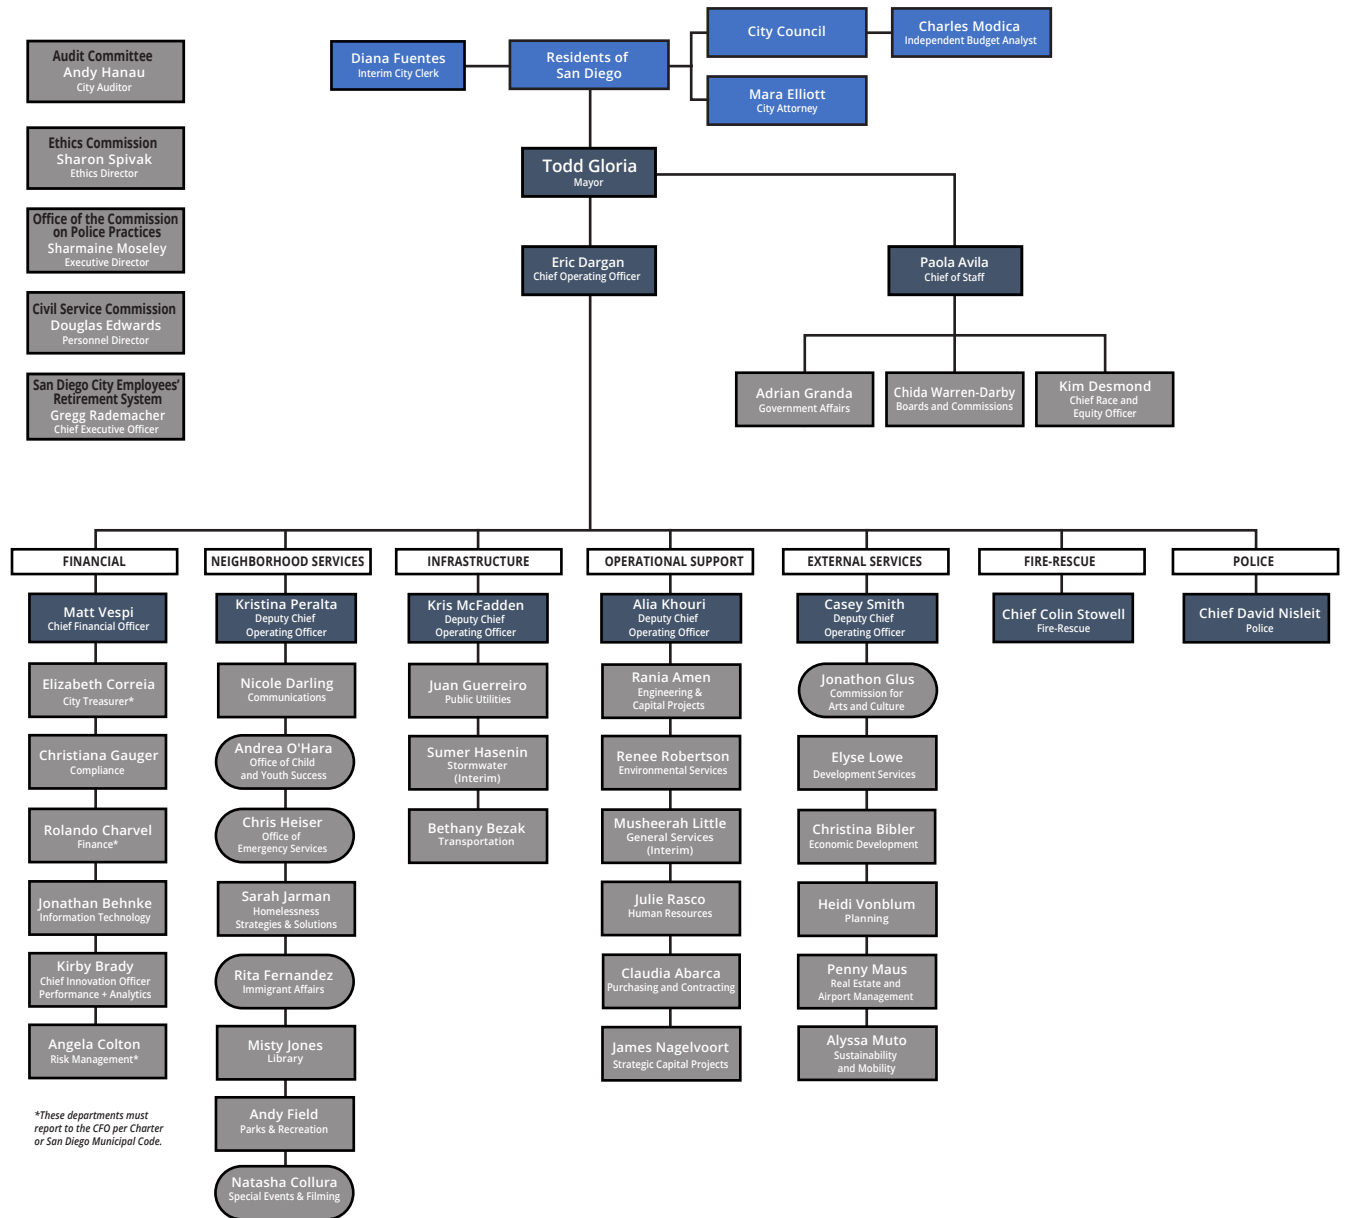 Audit Committee
Andy Hanau
City Auditor
Ethics Commission
Sharon Spivak
Ethics Director
Office of the Commission
on Police Practices
Sharmaine Moseley
Executive Director
Civil Service Commission
Douglas Edwards
Personnel Director
San Diego City Employees’
Retirement System
Gregg Rademacher
Chief Executive Officer
Diana Fuentes
Interim City Clerk
Residents of
San Diego
City Council
Charles Modica
Independent Budget Analyst
Mara Elliott
City Attorney
Todd Gloria
Mayor
Eric Dargan
Chief Operating Officer
Paola Avila
Chief of Staff
Adrian Granda
Government Affairs
Chida Warren-Darby
Boards and Commissions
Kim Desmond
Chief Race and
Equity Officer
FINANCIAL
Matt Vespi
Chief Financial Officer
Elizabeth Correia
City Treasurer*
Christiana Gauger
Compliance
Rolando Charvel
Finance*
Jonathan Behnke
Information Technology
Kirby Brady
Chief Innovation Officer
Performance + Analytics
Angela Colton
Risk Management*
*These departments must
report to the CFO per Charter
or San Diego Municipal Code.
NEIGHBORHOOD SERVICES
Kristina Peralta
Deputy Chief
Operating Officer
Nicole Darling
Communications
Andrea O'Hara
Office of Child
and Youth Success
Chris Heiser
Office of
Emergency Services
Sarah Jarman
Homelessness
Strategies & Solutions
Rita Fernandez
Immigrant Affairs
Misty Jones
Library
Andy Field
Parks & Recreation
Natasha Collura
Special Events & Filming
INFRASTRUCTURE
Kris McFadden
Deputy Chief
Operating Officer
Juan Guerreiro
Public Utilities
Sumer Hasenin
Stormwater
(Interim)
Bethany Bezak
Transportation
OPERATIONAL SUPPORT
Alia Khouri
Deputy Chief
Operating Officer
Rania Amen
Engineering &
Capital Projects
Renee Robertson
Environmental Services
Musheerah Little
General Services
(Interim)
Julie Rasco
Human Resources
Claudia Abarca
Purchasing and Contracting
James Nagelvoort
Strategic Capital Projects
EXTERNAL SERVICES
Casey Smith
Deputy Chief
Operating Officer
Jonathon Glus
Commission for
Arts and Culture
Elyse Lowe
Development Services
Christina Bibler
Economic Development
Heidi Vonblum
Planning
Penny Maus
Real Estate and
Airport Management
Alyssa Muto
Sustainability
and Mobility
FIRE-RESCUE
Chief Colin Stowell
Fire-Rescue
POLICE
Chief David Nisleit
Police